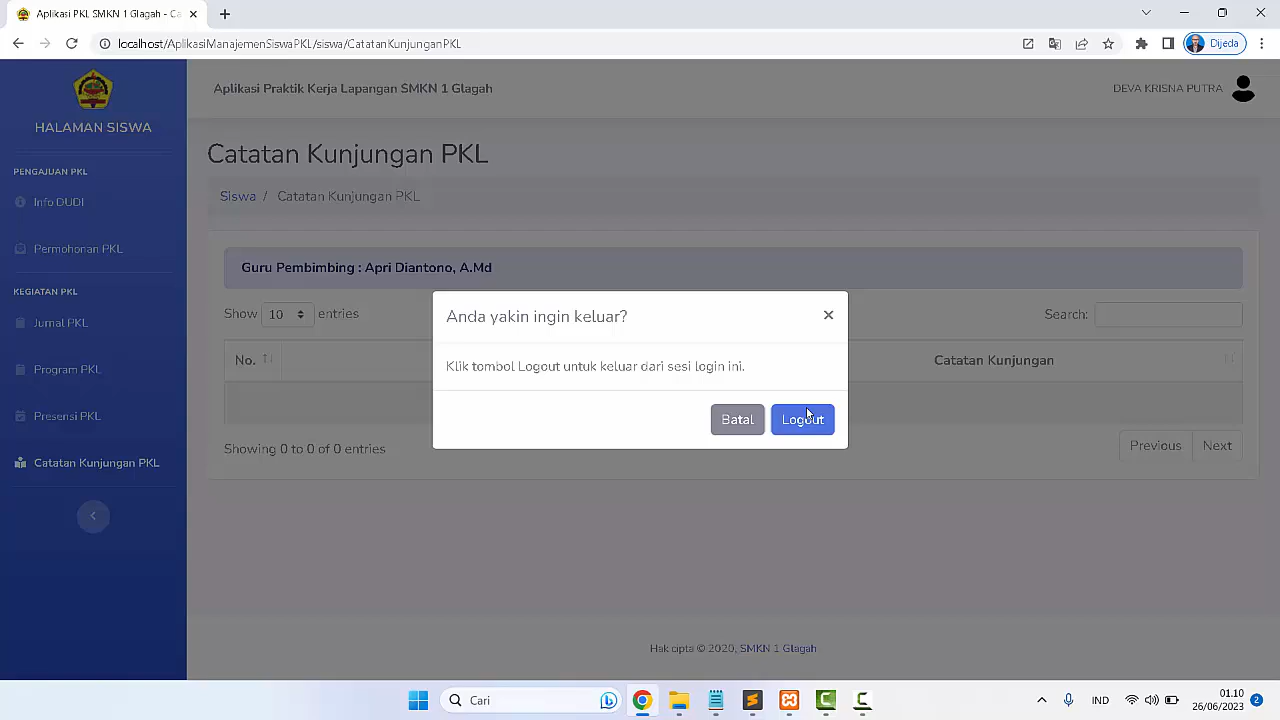 Aplikasi PKL SMKN 1 Glagah - Ca
localhost/AplikasiManajemenSiswaPKL/siswa/CatatanKunjunganPKL
Dijeda
HALAMAN SISWA
PENGAJUAN PKL
Info DUDI
Permohonan PKL
KEGIATAN PKL
Jurnal PKL
Program PKL
Presensi PKL
Catatan Kunjungan PKL
Aplikasi Praktik Kerja Lapangan SMKN 1 Glagah
DEVA KRISNA PUTRA
Catatan Kunjungan PKL
Siswa / Catatan Kunjungan PKL
Guru Pembimbing : Apri Diantono, A.Md
Show 10 entries
Search:
No.
Catatan Kunjungan
Showing 0 to 0 of 0 entries
Previous Next
Anda yakin ingin keluar?
×
Klik tombol Logout untuk keluar dari sesi login ini.
Batal Logout
Hak cipta © 2020, SMKN 1 Glagah
Cari
IND
01.10
26/06/2023
2